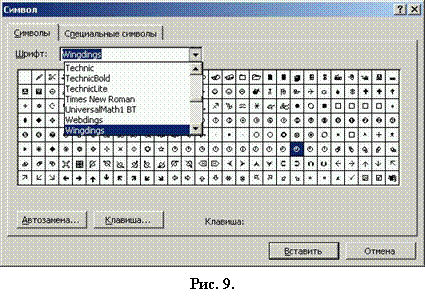 Символ
Символы
Специальные символы
Шрифт:
Wingdings
Technic
TechnicBold
TechnicLite
Times New Roman
UniversalMath1 BT
Webdings
Wingdings
Автозамена...
Клавиша...
Клавиша:
Вставить
Отмена
Рис. 9.